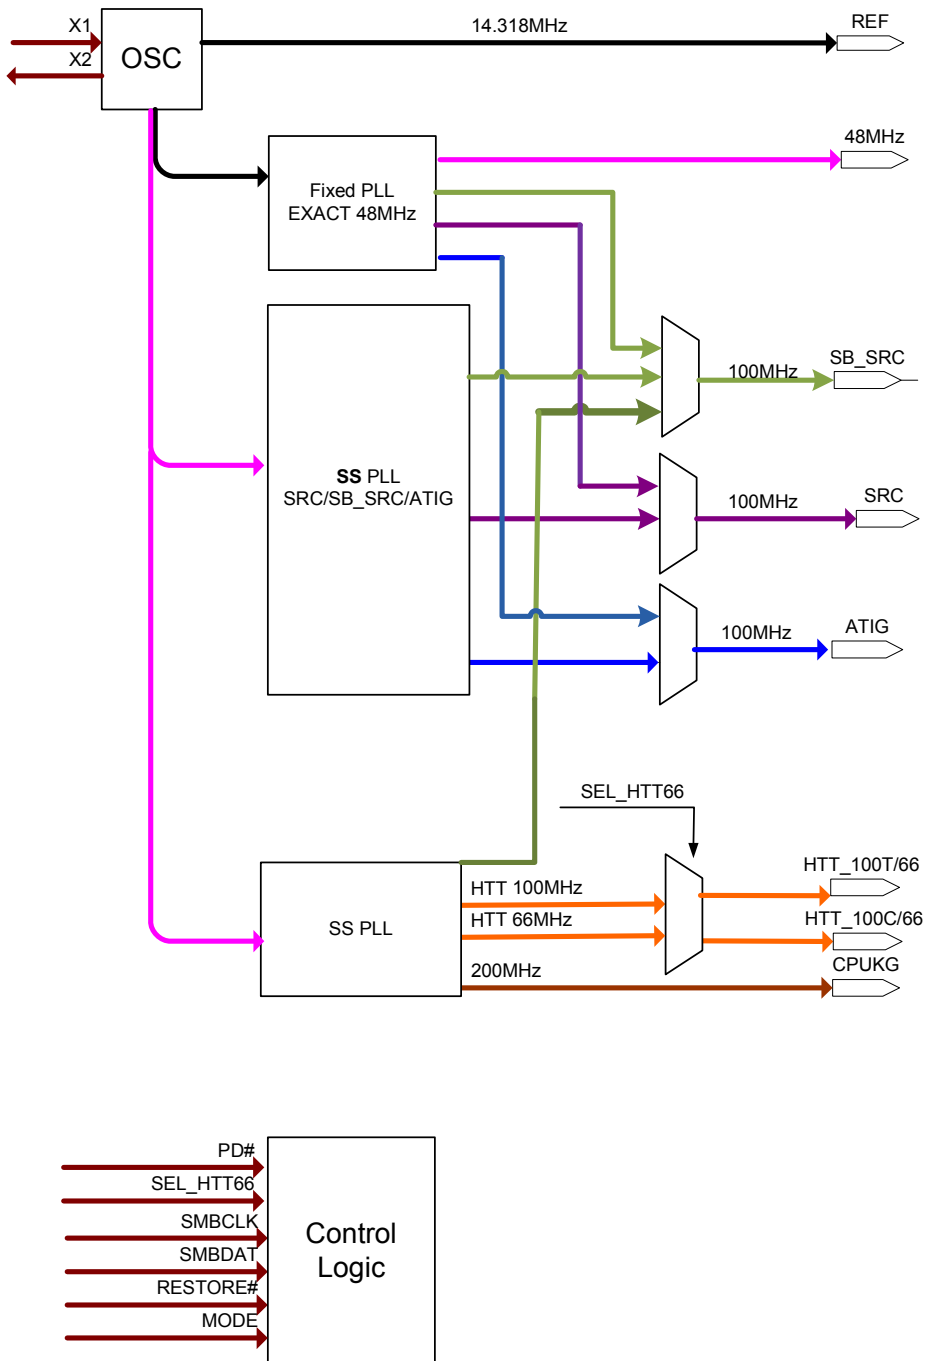 X1
14.318MHz
REF
OSC
X2
48MHz
Fixed PLL
EXACT 48MHz
SB_SRC
100MHz
SS PLL
SRC/SB_SRC/ATIG
SRC
100MHz
ATIG
100MHz
SEL_HTT66
HTT_100T/66
HTT 100MHz
HTT 66MHz
HTT_100C/66
SS PLL
200MHz
CPUKG
PD#
SEL_HTT66
SMBCLK
SMBDAT
RESTORE#
MODE
Control
Logic